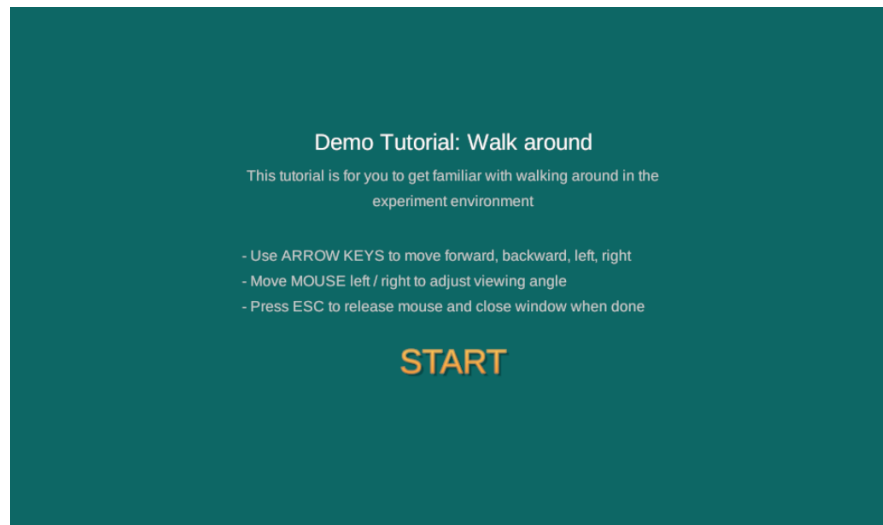 Demo Tutorial: Walk around
This tutorial is for you to get familiar with walking around in the
experiment environment
- Use ARROW KEYS to move forward, backward, left, right
- Move MOUSE left / right to adjust viewing angle
- Press ESC to release mouse and close window when done
START